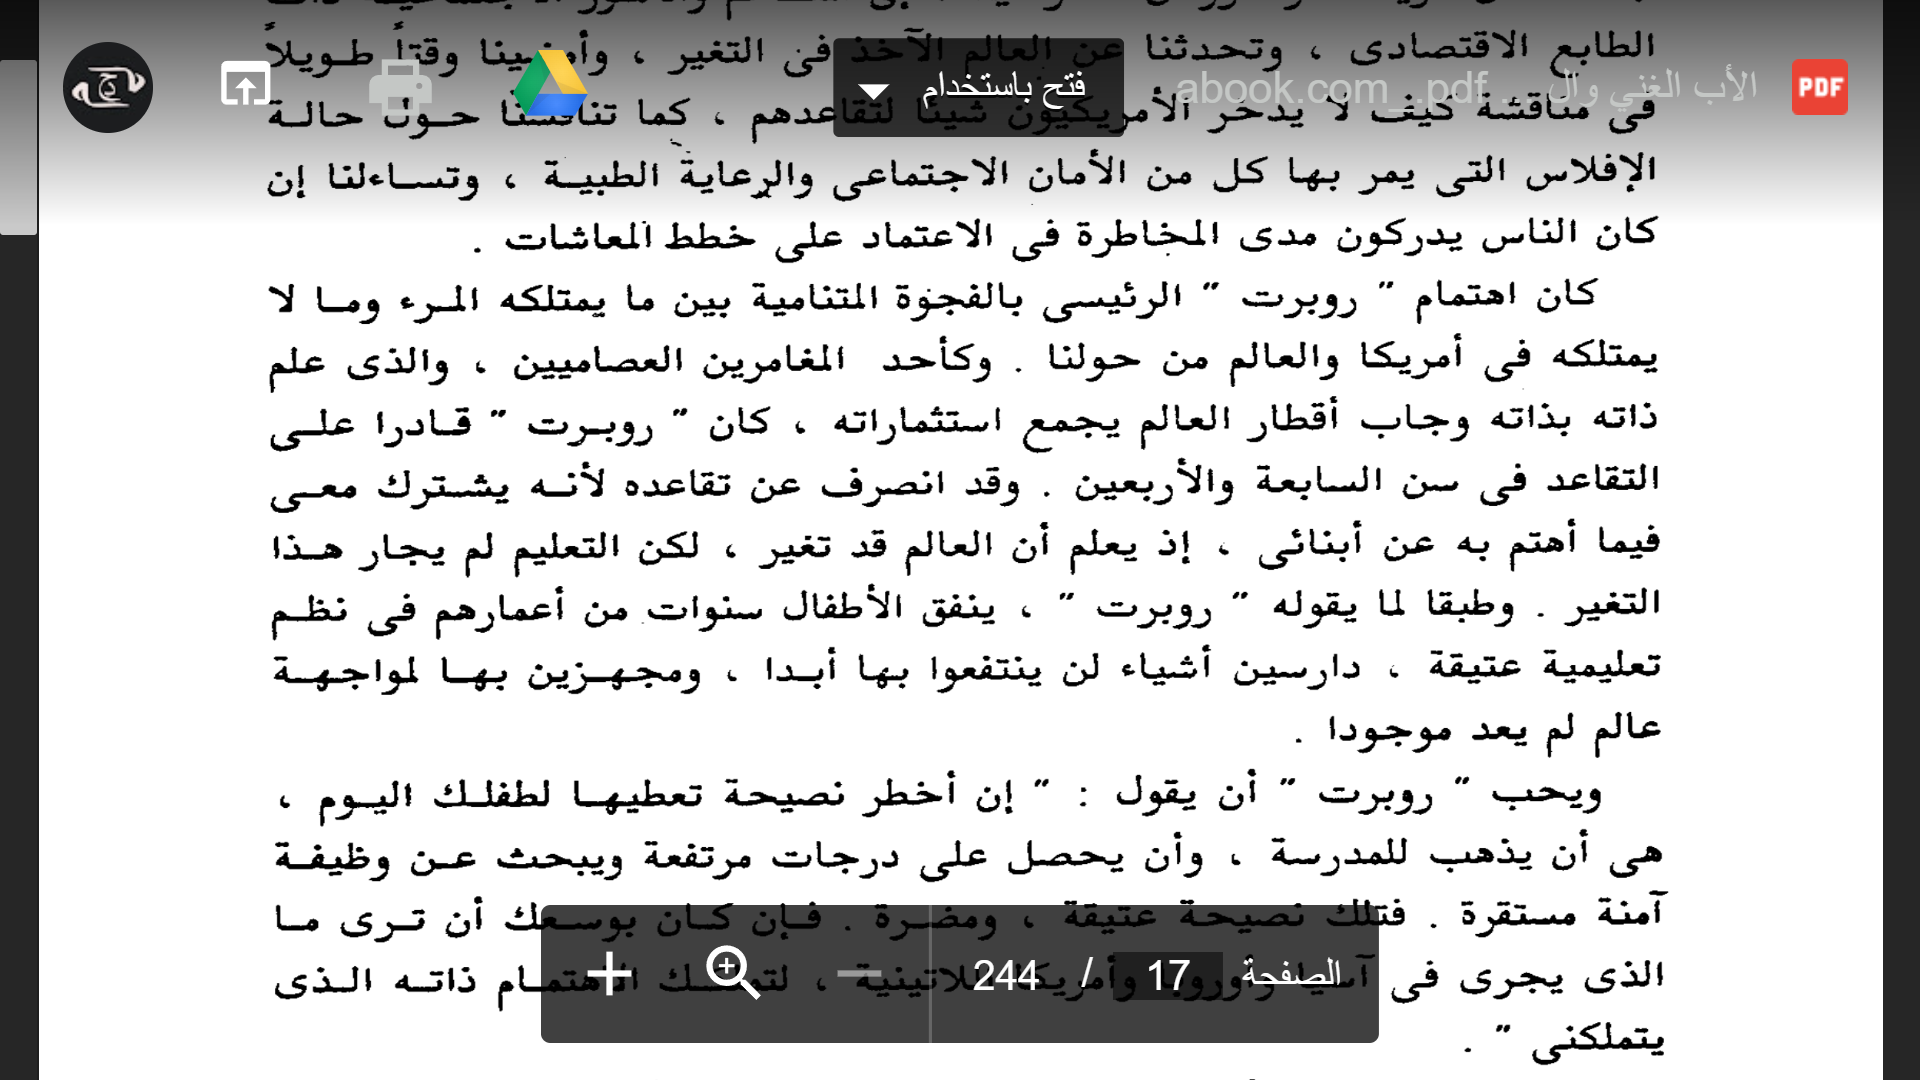 الطابع الاقتصادى ، وتحدثنا عن العالم الآخذ فى التغير ، وأمضينا وقتاً طويلاً
فتح باستخدام
الأب الغني وال ... abook.com_.pdf
PDF
فى مناقشة كيف لا يدخر الأمريكيون شيئا لتقاعدهم ، كما تناقشنا حول حالة
الإفلاس التى يمر بها كل من الأمان الاجتماعى والرعاية الطبية ، وتساءلنا إن
كان الناس يدركون مدى المخاطرة فى الاعتماد على خطط المعاشات .
كان اهتمام " روبرت " الرئيسى بالفجوة المتنامية بين ما يمتلكه المرء وما لا
يمتلكه فى أمريكا والعالم من حولنا . وكأحد المغامرين العصاميين ، والذى علم
ذاته بذاته وجاب أقطار العالم يجمع استثماراته ، كان " روبرت " قادرا على
التقاعد فى سن السابعة والأربعين . وقد انصرف عن تقاعده لأنه يشترك معى
فيما أهتم به عن أبنائى ، إذ يعلم أن العالم قد تغير ، لكن التعليم لم يجار هذا
التغير . وطبقا لما يقوله " روبرت " ، ينفق الأطفال سنوات من أعمارهم فى نظم
تعليمية عتيقة ، دارسين أشياء لن ينتفعوا بها أبدا ، ومجهزين بها لمواجهة
عالم لم يعد موجودا .
ويحب " روبرت " أن يقول : " إن أخطر نصيحة تعطيها لطفلك اليوم ،
هى أن يذهب للمدرسة ، وأن يحصل على درجات مرتفعة ويبحث عن وظيفة
آمنة مستقرة . فتلك نصيحة عتيقة ، ومضرة . فإن كان بوسعك أن ترى ما
الذى يجرى فى آسيا وأوروبا وأمريكا اللاتينية ، لتملكك الاهتمام ذاته الذى
الصفحة 17 / 244
يتملكنى " .